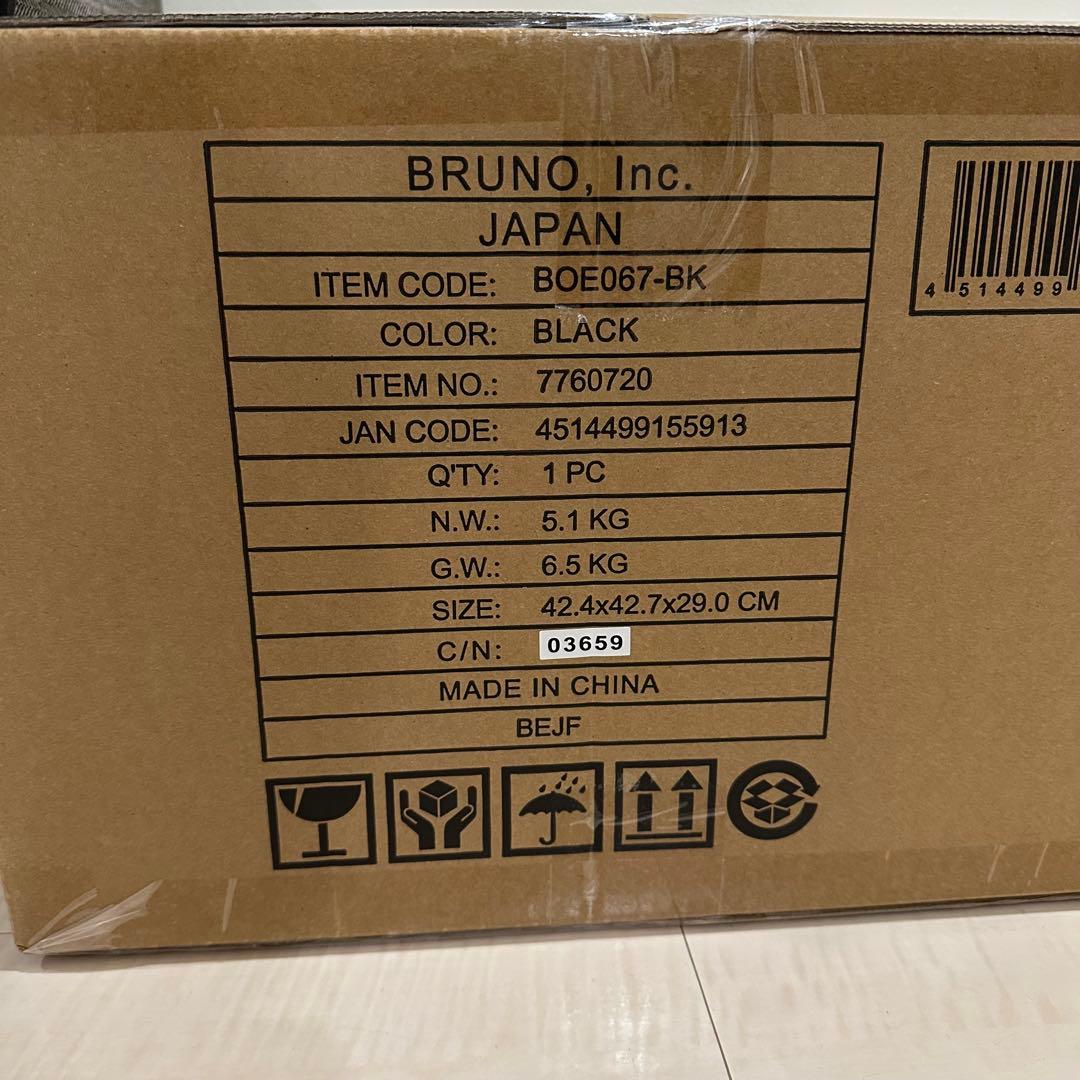 BRUNO, Inc.
JAPAN
ITEM CODE: BOE067-BK
COLOR: BLACK
ITEM NO.: 7760720
JAN CODE: 4514499155913
Q'TY: 1 PC
N.W.: 5.1 KG
G.W.: 6.5 KG
SIZE: 42.4x42.7x29.0 CM
C/N: 03659
MADE IN CHINA
BEJF
4 514499